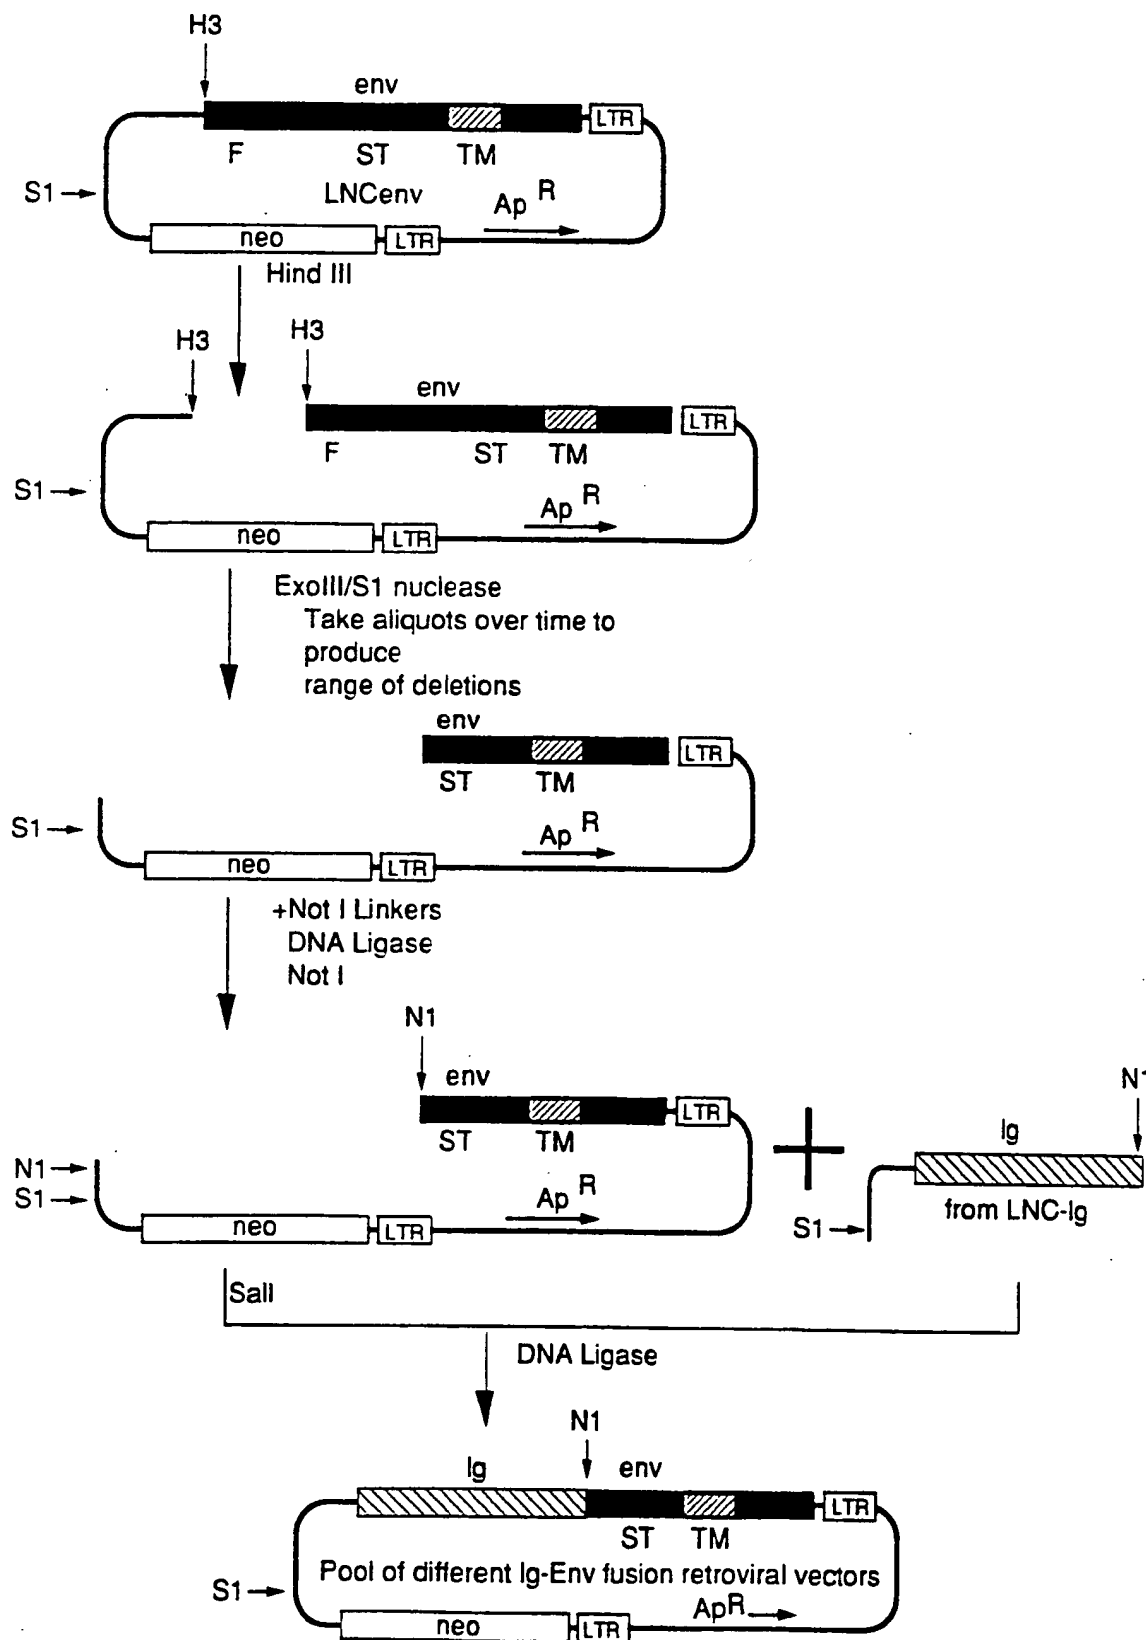 H3
env
LTR
F ST TM
S1
LNCenv
Ap R
neo LTR
Hind III
H3 H3
env
LTR
F ST TM
S1
Ap R
neo LTR
ExoIII/S1 nuclease
Take aliquots over time to
produce
range of deletions
env
LTR
ST TM
S1
Ap R
neo LTR
+Not I Linkers
DNA Ligase
Not I
N1
env
LTR
ST TM
N1
S1
Ap R
neo LTR
N1
Ig
from LNC-Ig
S1
SalI
DNA Ligase
N1
Ig env
LTR
ST TM
Pool of different Ig-Env fusion retroviral vectors
S1
ApR
neo LTR